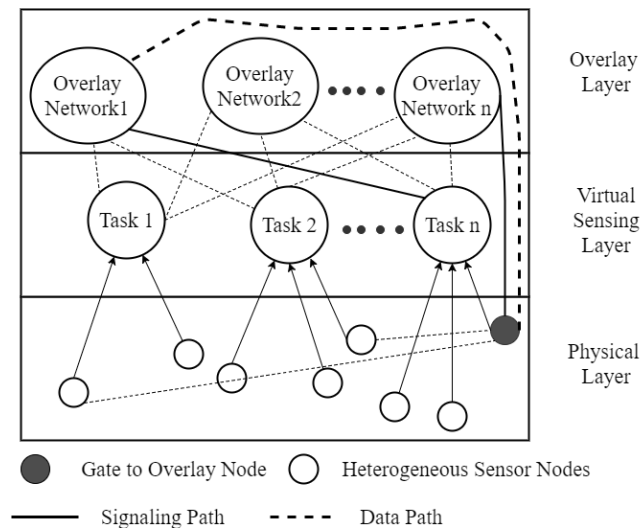 Overlay
Network1
Overlay
Network2
Overlay
Network n
Overlay
Layer
Task 1
Task 2
Task n
Virtual
Sensing
Layer
Physical
Layer
Gate to Overlay Node
Heterogeneous Sensor Nodes
Signaling Path
Data Path